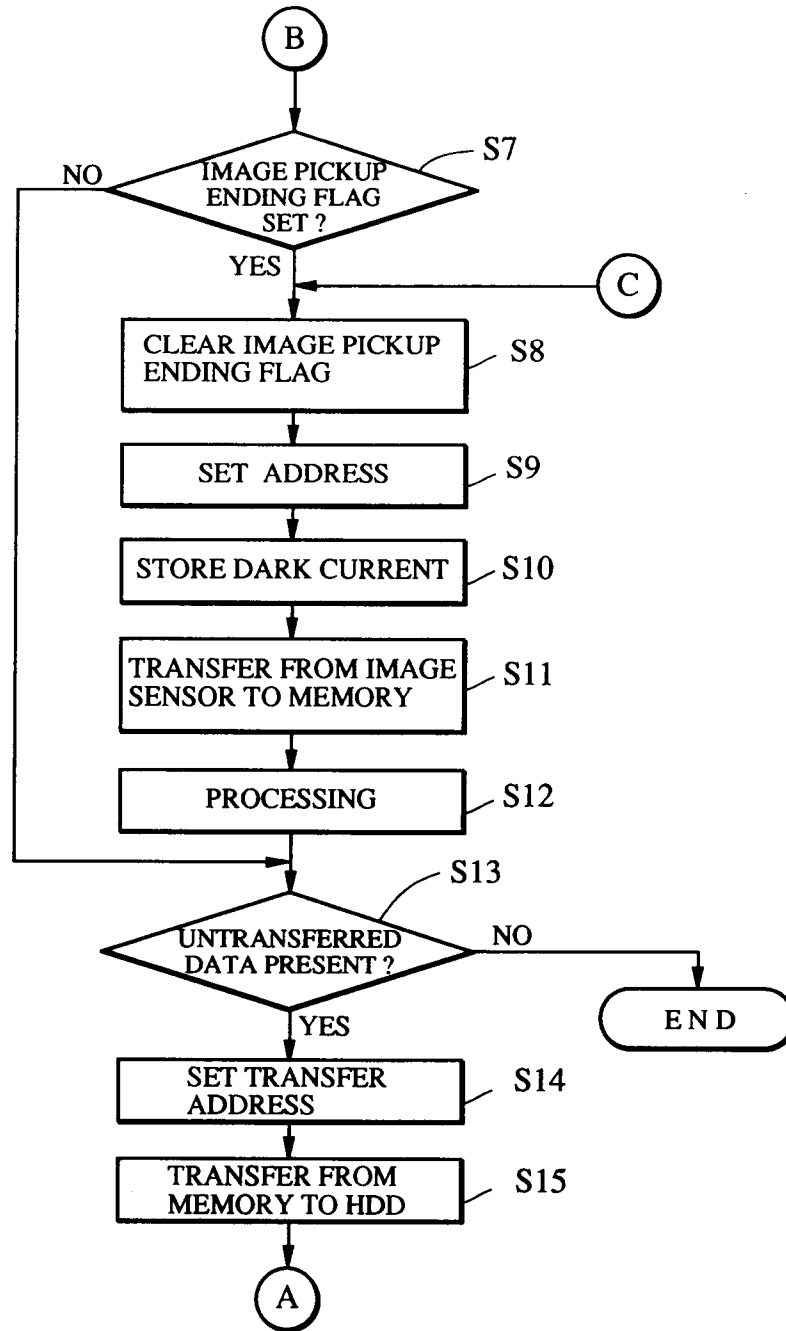 B
S7
NO
IMAGE PICKUP
ENDING FLAG
SET ?
YES
C
CLEAR IMAGE PICKUP
ENDING FLAG
S8
SET ADDRESS
S9
STORE DARK CURRENT
S10
TRANSFER FROM IMAGE
SENSOR TO MEMORY
S11
PROCESSING
S12
S13
UNTRANSFERRED
DATA PRESENT ?
NO
END
YES
SET TRANSFER
ADDRESS
S14
TRANSFER FROM
MEMORY TO HDD
S15
A